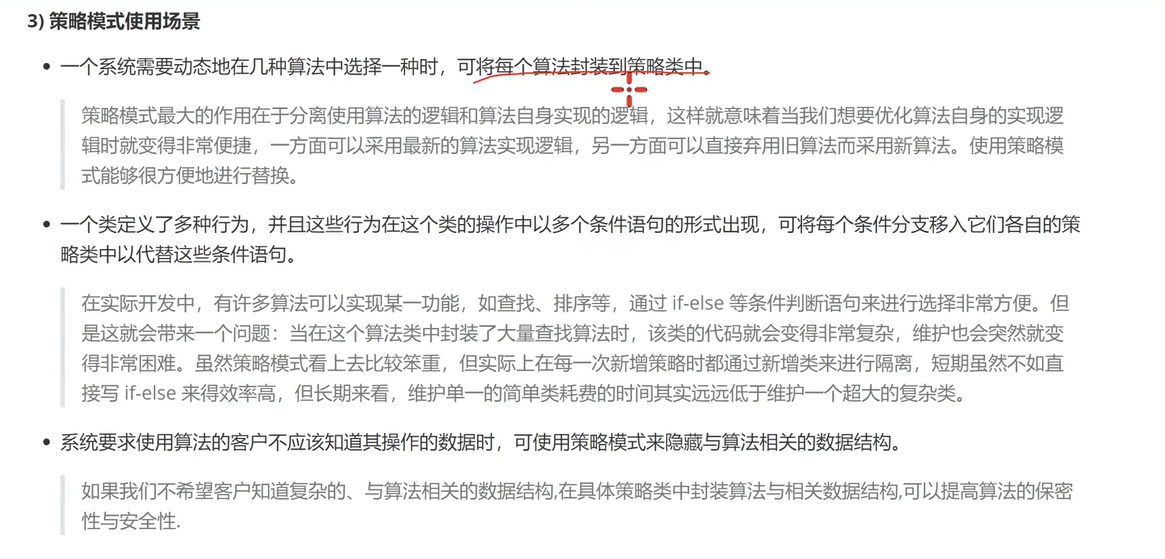 3) 策略模式使用场景
• 一个系统需要动态地在几种算法中选择一种时，可将每个算法封装到策略类中。
策略模式最大的作用在于分离使用算法的逻辑和算法自身实现的逻辑，这样就意味着当我们想要优化算法自身的实现逻
辑时就变得非常便捷，一方面可以采用最新的算法实现逻辑，另一方面可以直接弃用旧算法而采用新算法。使用策略模
式能够很方便地进行替换。
• 一个类定义了多种行为，并且这些行为在这个类的操作中以多个条件语句的形式出现，可将每个条件分支移入它们各自的策
略类中以代替这些条件语句。
在实际开发中，有许多算法可以实现某一功能，如查找、排序等，通过 if-else 等条件判断语句来进行选择非常方便。但
是这就会带来一个问题：当在这个算法类中封装了大量查找算法时，该类的代码就会变得非常复杂，维护也会突然就变
得非常困难。虽然策略模式看上去比较笨重，但实际上在每一次新增策略时都通过新增类来进行隔离，短期虽然不如直
接写 if-else 来得效率高，但长期来看，维护单一的简单类耗费的时间其实远远低于维护一个超大的复杂类。
• 系统要求使用算法的客户不应该知道其操作的数据时，可使用策略模式来隐藏与算法相关的数据结构。
如果我们不希望客户知道复杂的、与算法相关的数据结构,在具体策略类中封装算法与相关数据结构,可以提高算法的保密
性与安全性.